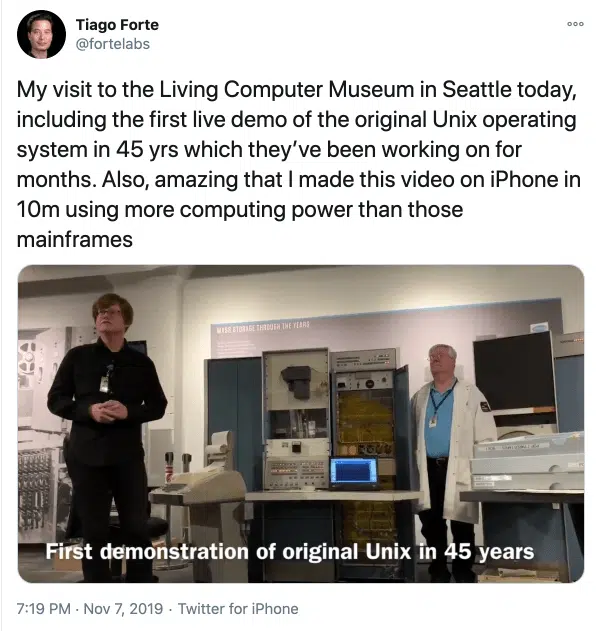 Tiago Forte
@fortelabs
My visit to the Living Computer Museum in Seattle today,
including the first live demo of the original Unix operating
system in 45 yrs which they’ve been working on for
months. Also, amazing that I made this video on iPhone in
10m using more computing power than those
mainframes
MASS STORAGE THROUGH THE YEARS
First demonstration of original Unix in 45 years
7:19 PM · Nov 7, 2019 · Twitter for iPhone